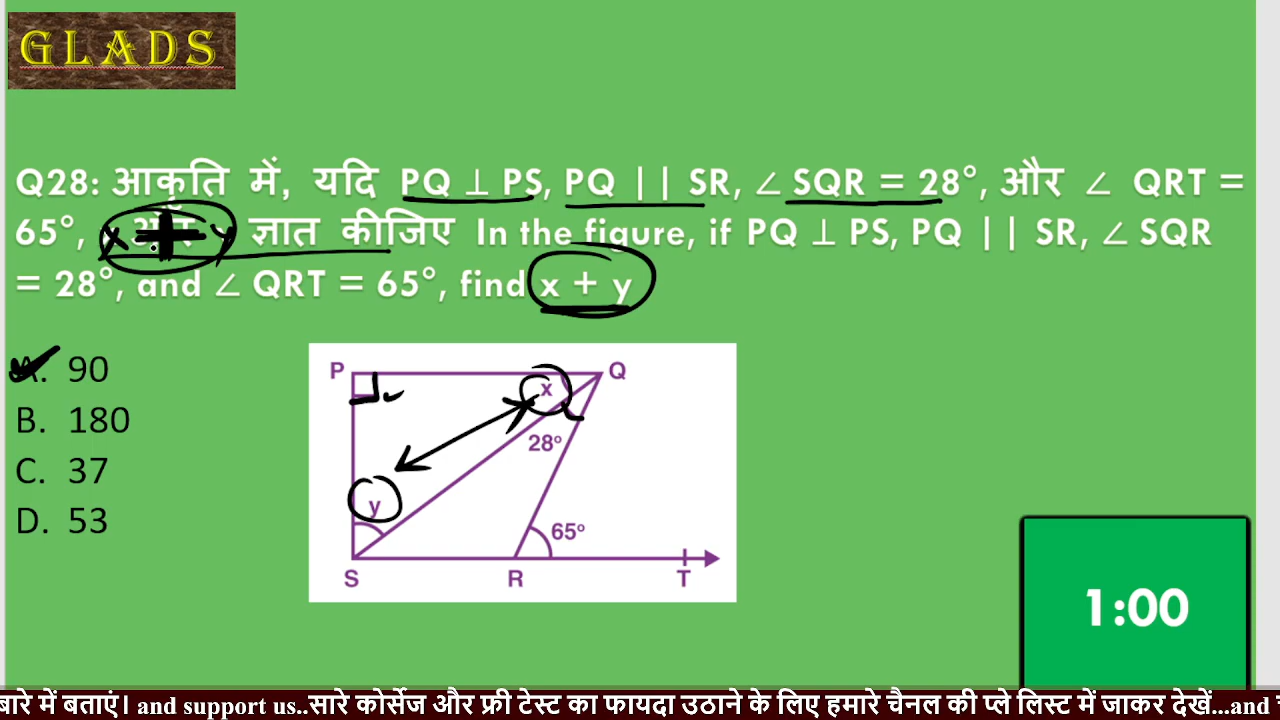 GLADS
Q28: आकृति में, यदि PQ ⊥ PS, PQ || SR, ∠ SQR = 28°, और ∠ QRT =
65°, x + y ज्ञात कीजिए In the figure, if PQ ⊥ PS, PQ || SR, ∠ SQR
= 28°, and ∠ QRT = 65°, find x + y
A. 90
B. 180
C. 37
D. 53
P
Q
x
28°
y
65°
S
R
T
1:00
बारे में बताएं। and support us..सारे कोर्सेज और फ्री टेस्ट का फायदा उठाने के लिए हमारे चैनल की प्ले लिस्ट में जाकर देखें...and